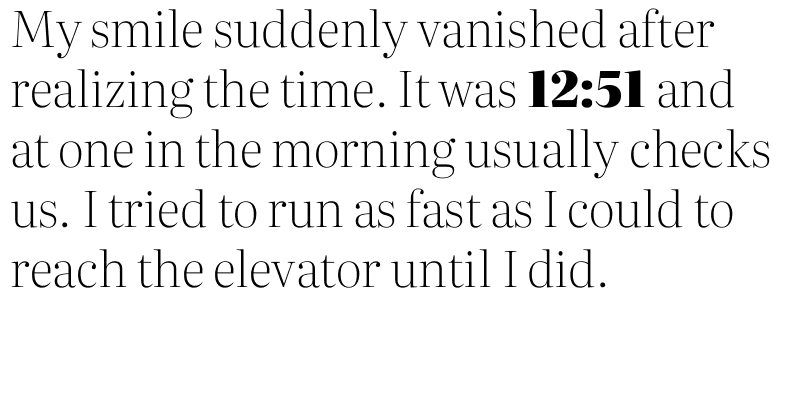 My smile suddenly vanished after
realizing the time. It was 12:51 and
at one in the morning usually checks
us. I tried to run as fast as I could to
reach the elevator until I did.